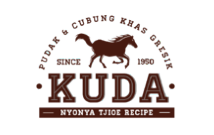 PUDAK & CUBUNG KHAS GRESIK
SINCE 1950
KUDA
NYONYA TJIOE RECIPE